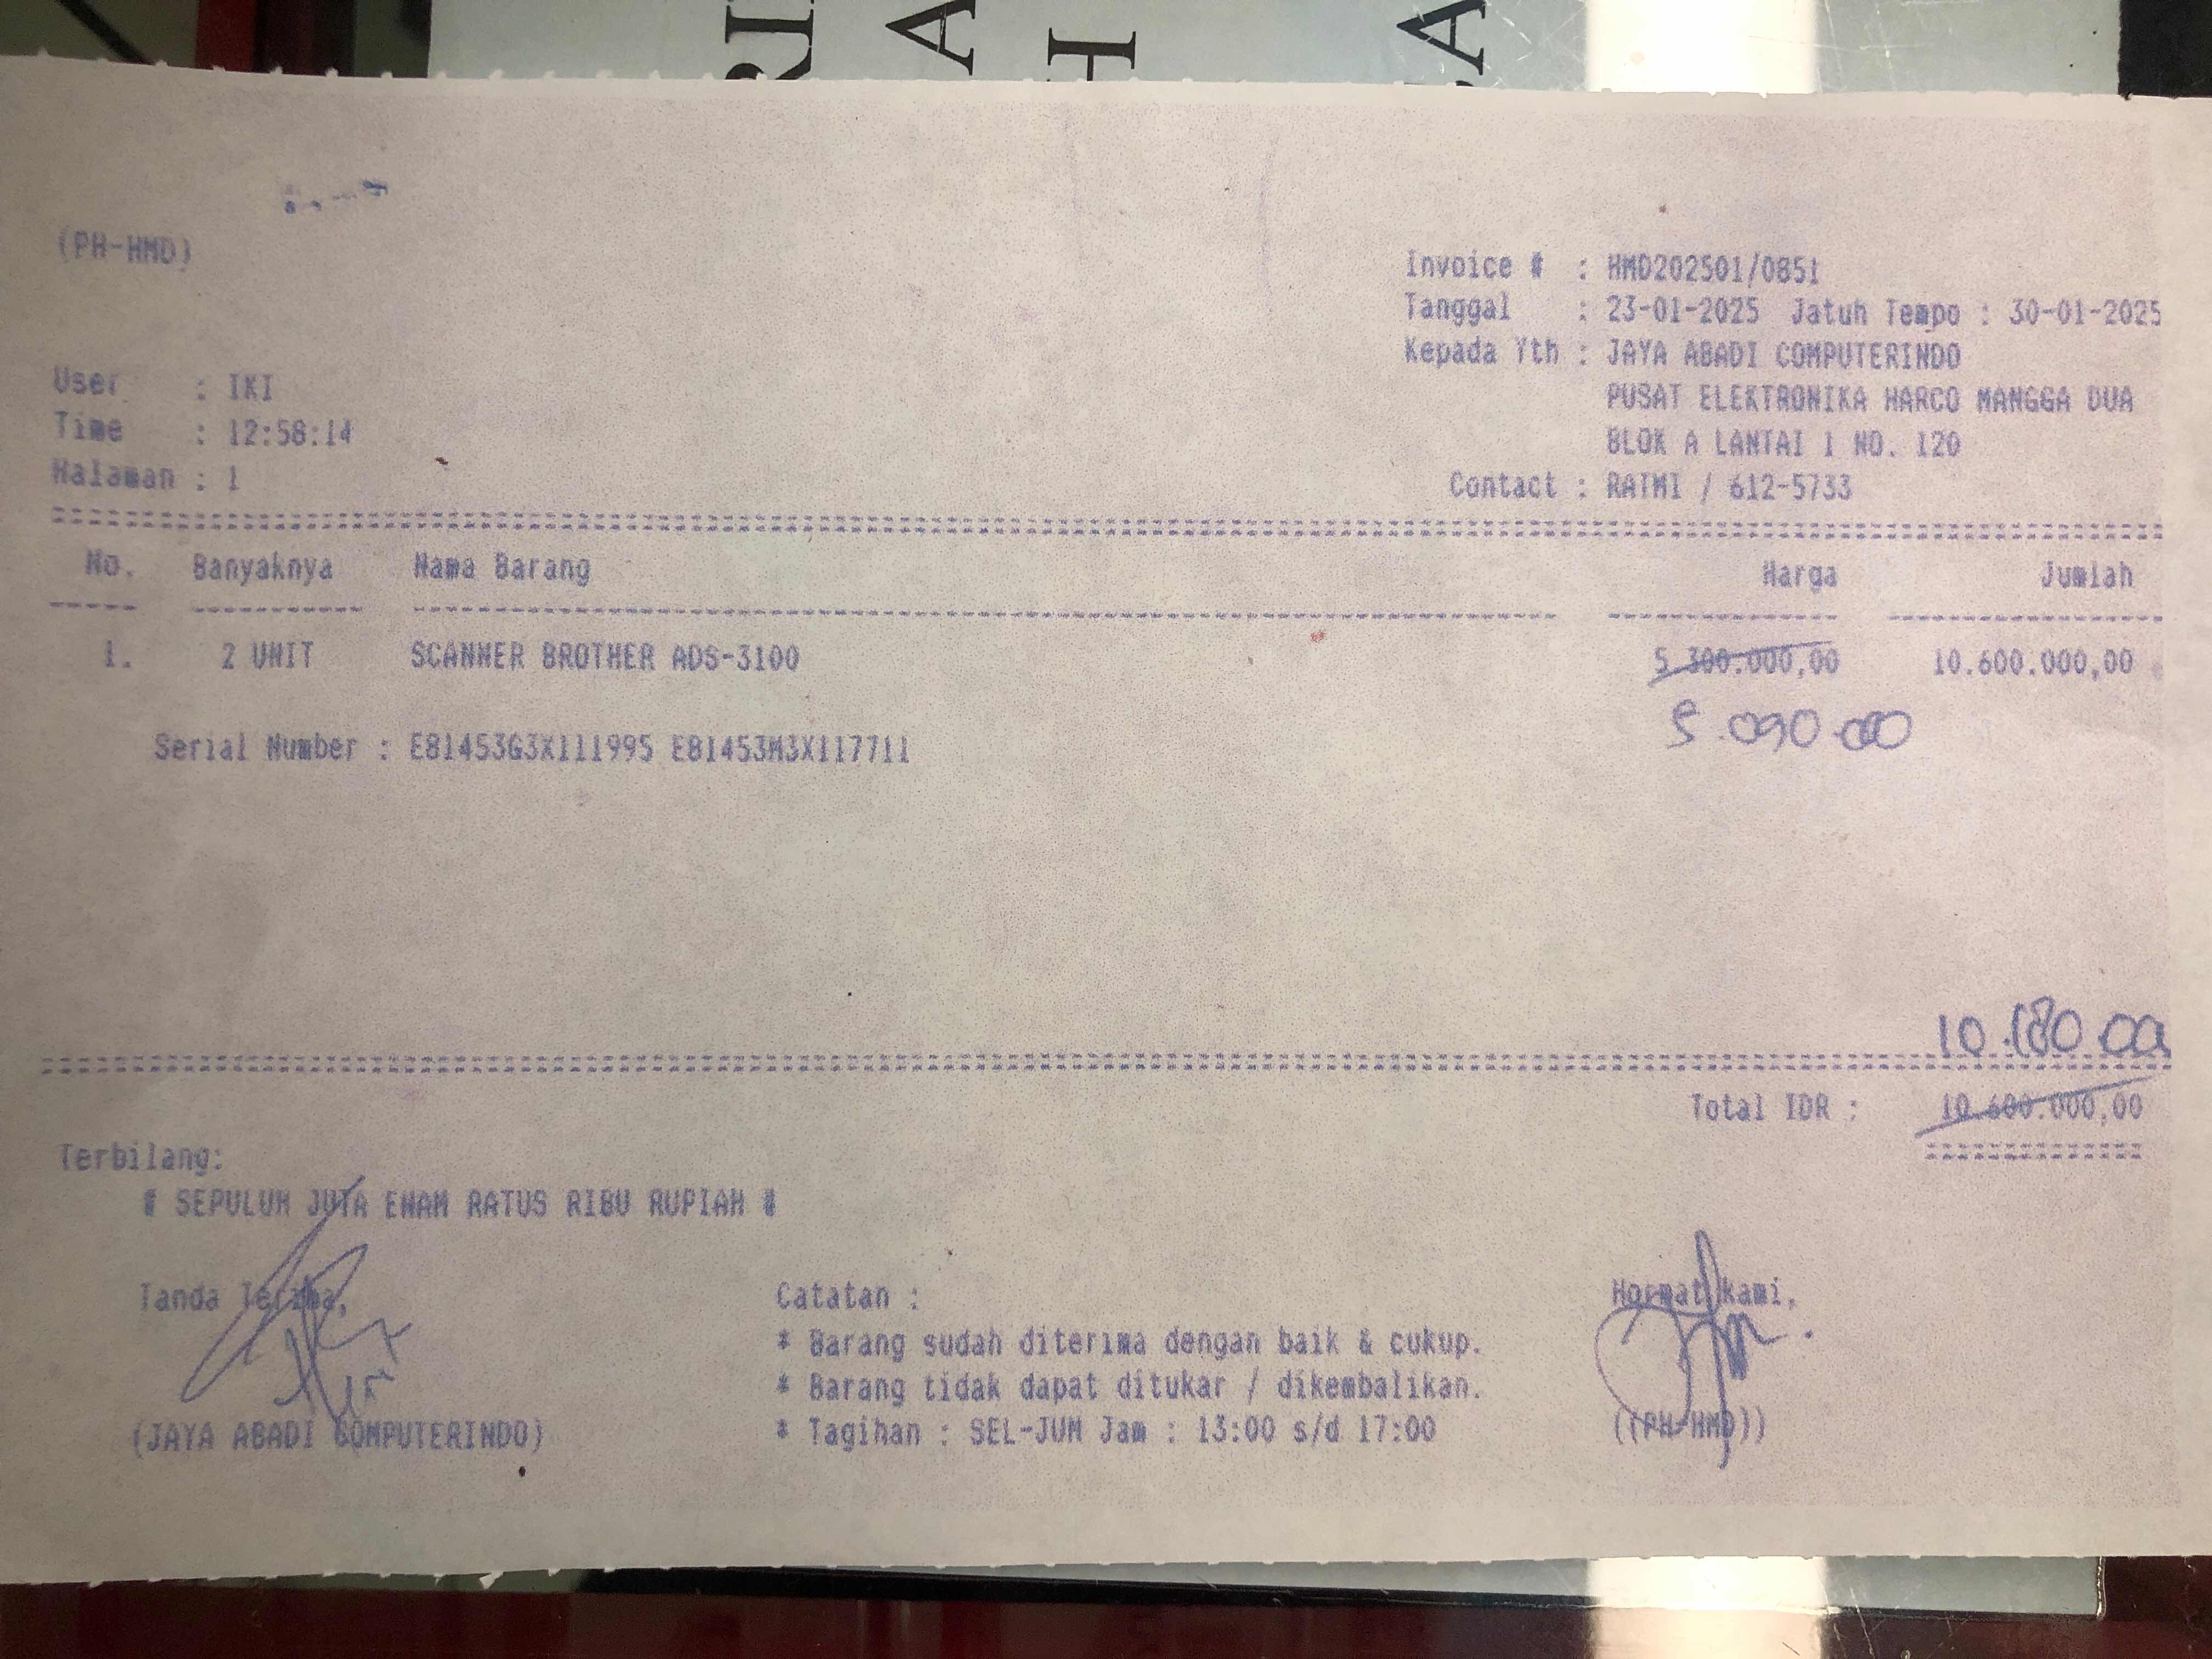 RI
A
H
A
(PH-HMD)
Invoice # : HMD202501/0851
Tanggal : 23-01-2025 Jatuh Tempo : 30-01-2025
Kepada Yth : JAYA ABADI COMPUTERINDO
PUSAT ELEKTRONIKA HARCO MANGGA DUA
BLOK A LANTAI 1 NO. 120
Contact : RATMI / 612-5733
User : IKI
Time : 12:58:14
Halaman : 1
No. Banyaknya Nama Barang Harga Jumlah
1. 2 UNIT SCANNER BROTHER ADS-3100 5.300.000,00 10.600.000,00
5.090.000
Serial Number : E81453G3X111995 E81453M3X117711
10.180.00
Total IDR : 10.600.000,00
Terbilang:
# SEPULUH JUTA ENAM RATUS RIBU RUPIAH #
Tanda Terima,
(JAYA ABADI COMPUTERINDO)
Catatan :
* Barang sudah diterima dengan baik & cukup.
* Barang tidak dapat ditukar / dikembalikan.
* Tagihan : SEL-JUM Jam : 13:00 s/d 17:00
Hormat kami,
((PH-HMD))